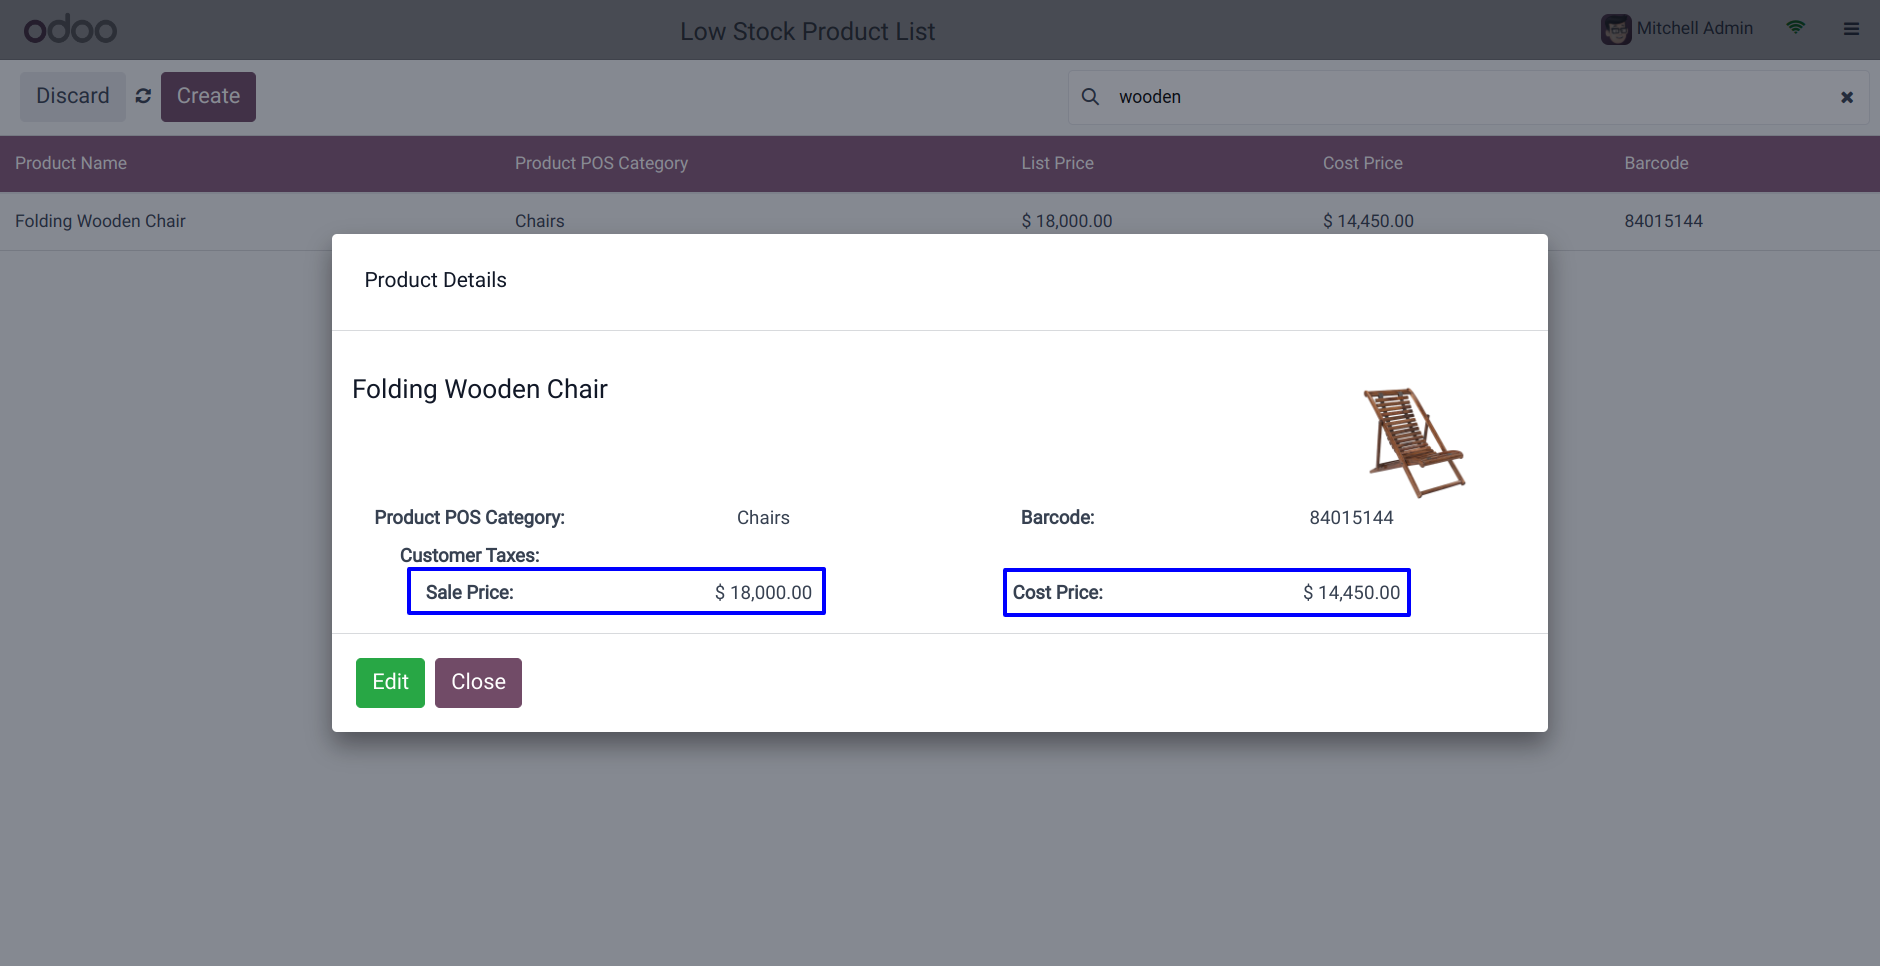 odoo
Low Stock Product List
Mitchell Admin
Discard
Create
wooden
Product Name Product POS Category List Price Cost Price Barcode
Folding Wooden Chair Chairs $ 18,000.00 $ 14,450.00 84015144
Product Details
Folding Wooden Chair
Product POS Category: Chairs Barcode: 84015144
Customer Taxes:
Sale Price: $ 18,000.00 Cost Price: $ 14,450.00
Edit Close